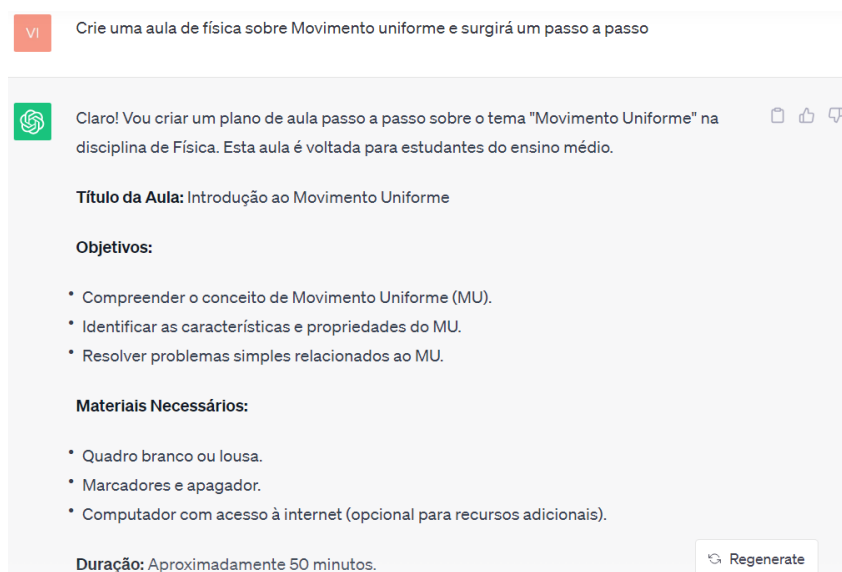 VI
Crie uma aula de física sobre Movimento uniforme e surgirá um passo a passo
Claro! Vou criar um plano de aula passo a passo sobre o tema "Movimento Uniforme" na
disciplina de Física. Esta aula é voltada para estudantes do ensino médio.
Título da Aula: Introdução ao Movimento Uniforme
Objetivos:
• Compreender o conceito de Movimento Uniforme (MU).
• Identificar as características e propriedades do MU.
• Resolver problemas simples relacionados ao MU.
Materiais Necessários:
• Quadro branco ou lousa.
• Marcadores e apagador.
• Computador com acesso à internet (opcional para recursos adicionais).
Duração: Aproximadamente 50 minutos.
Regenerate